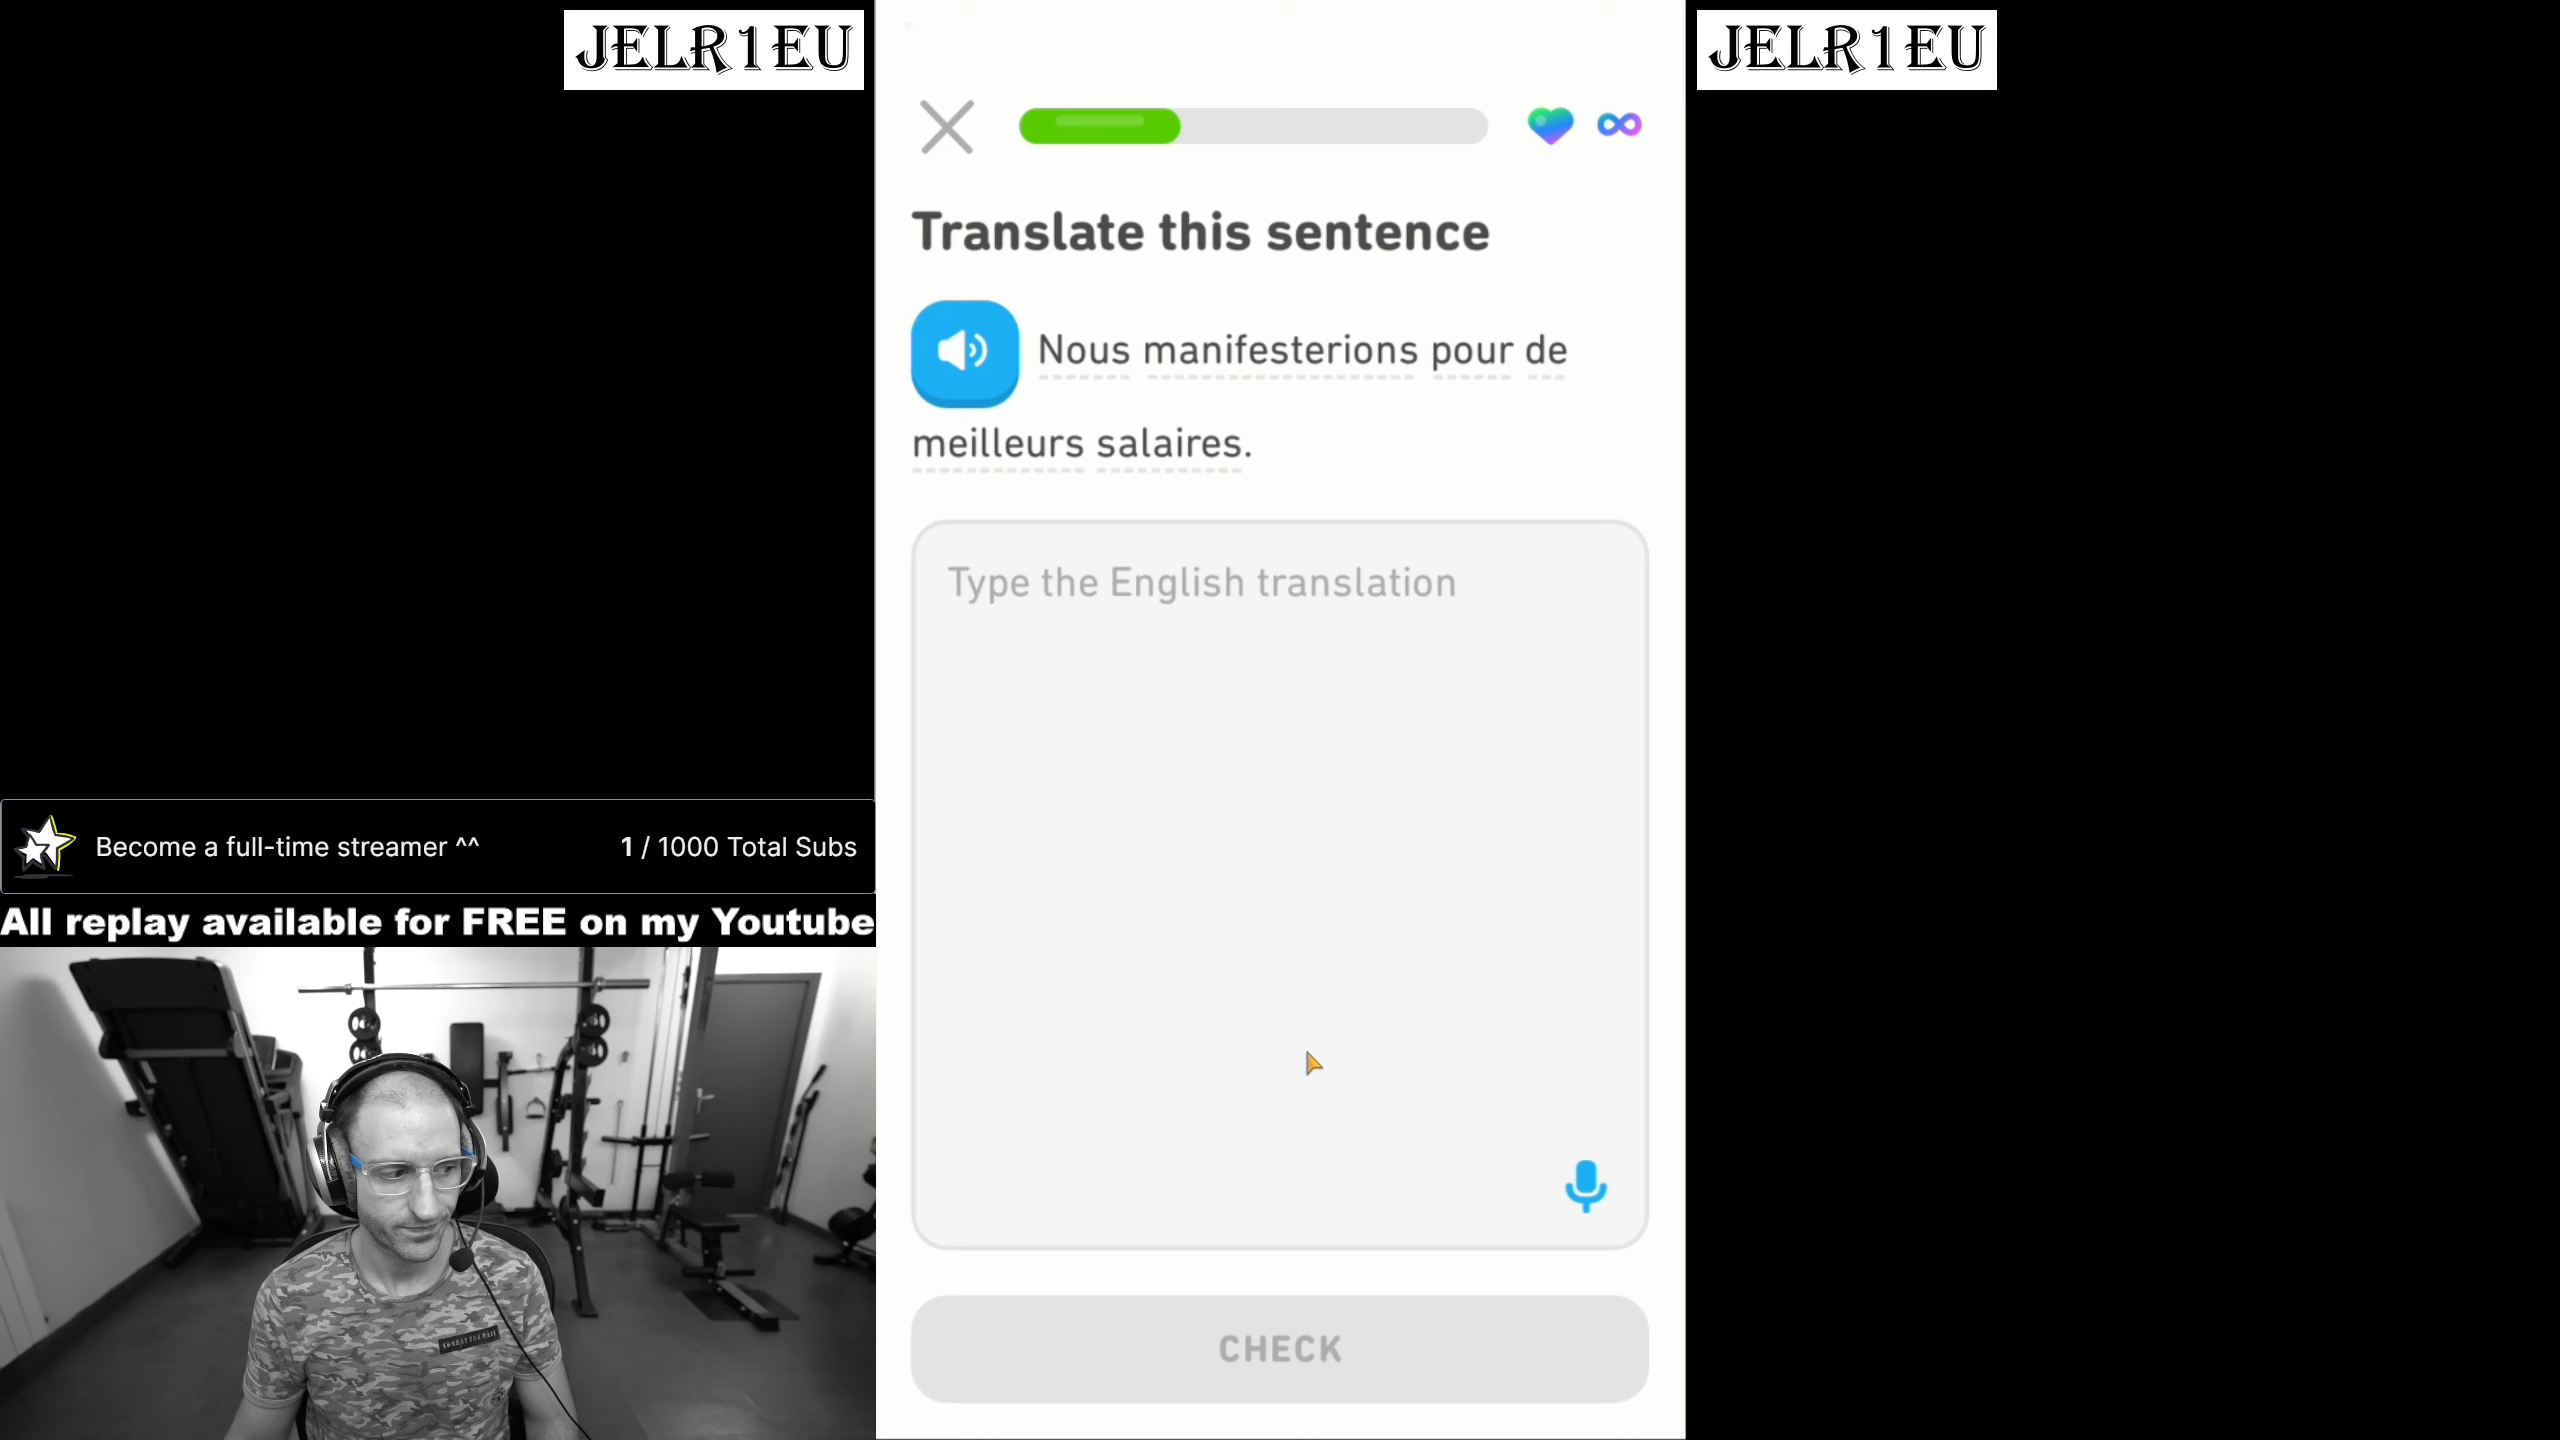 JELR1EU
JELR1EU
Translate this sentence
Nous manifesterions pour de
meilleurs salaires.
Type the English translation
CHECK
Become a full-time streamer ^^
1 / 1000 Total Subs
All replay available for FREE on my Youtube